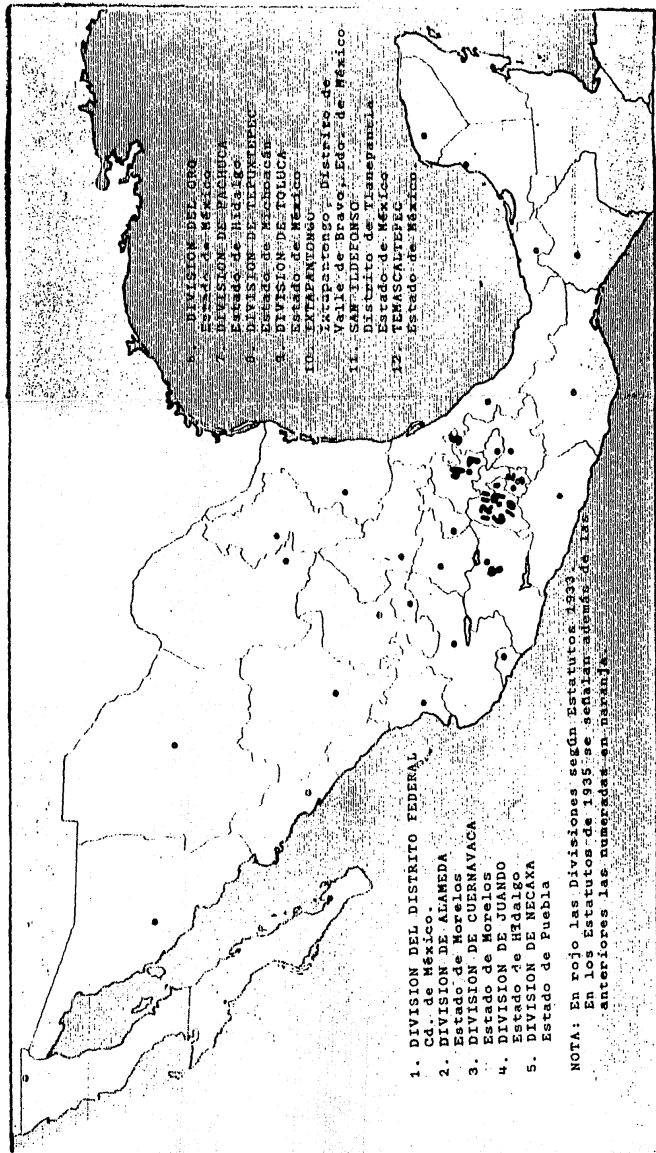 1. DIVISION DEL DISTRITO FEDERAL
Cd. de México.
2. DIVISION DE ALAMEDA
Estado de Morelos
3. DIVISION DE CUERNAVACA
Estado de Morelos
4. DIVISION DE JUANDO
Estado de Hidalgo
5. DIVISION DE NECAXA
Estado de Puebla
6. DIVISION DEL ORO
Estado de México
7. DIVISION DE PACHUCA
Estado de Hidalgo
8. DIVISION DE TEPUXTEPEC
Estado de Michoacán
9. DIVISION DE TOLUCA
Estado de México
10. IXTAPANTONGO
Ixtapantongo, Distrito de
Valle de Bravo, Edo. de México
11. SAN ILDEFONSO
Distrito de Tlanepantla
Estado de México
12. TEMASCALTEPEC
Estado de México.
NOTA: En rojo las Divisiones según Estatutos 1933.
En los Estatutos de 1935 se señalan además de las
anteriores las numeradas en naranja